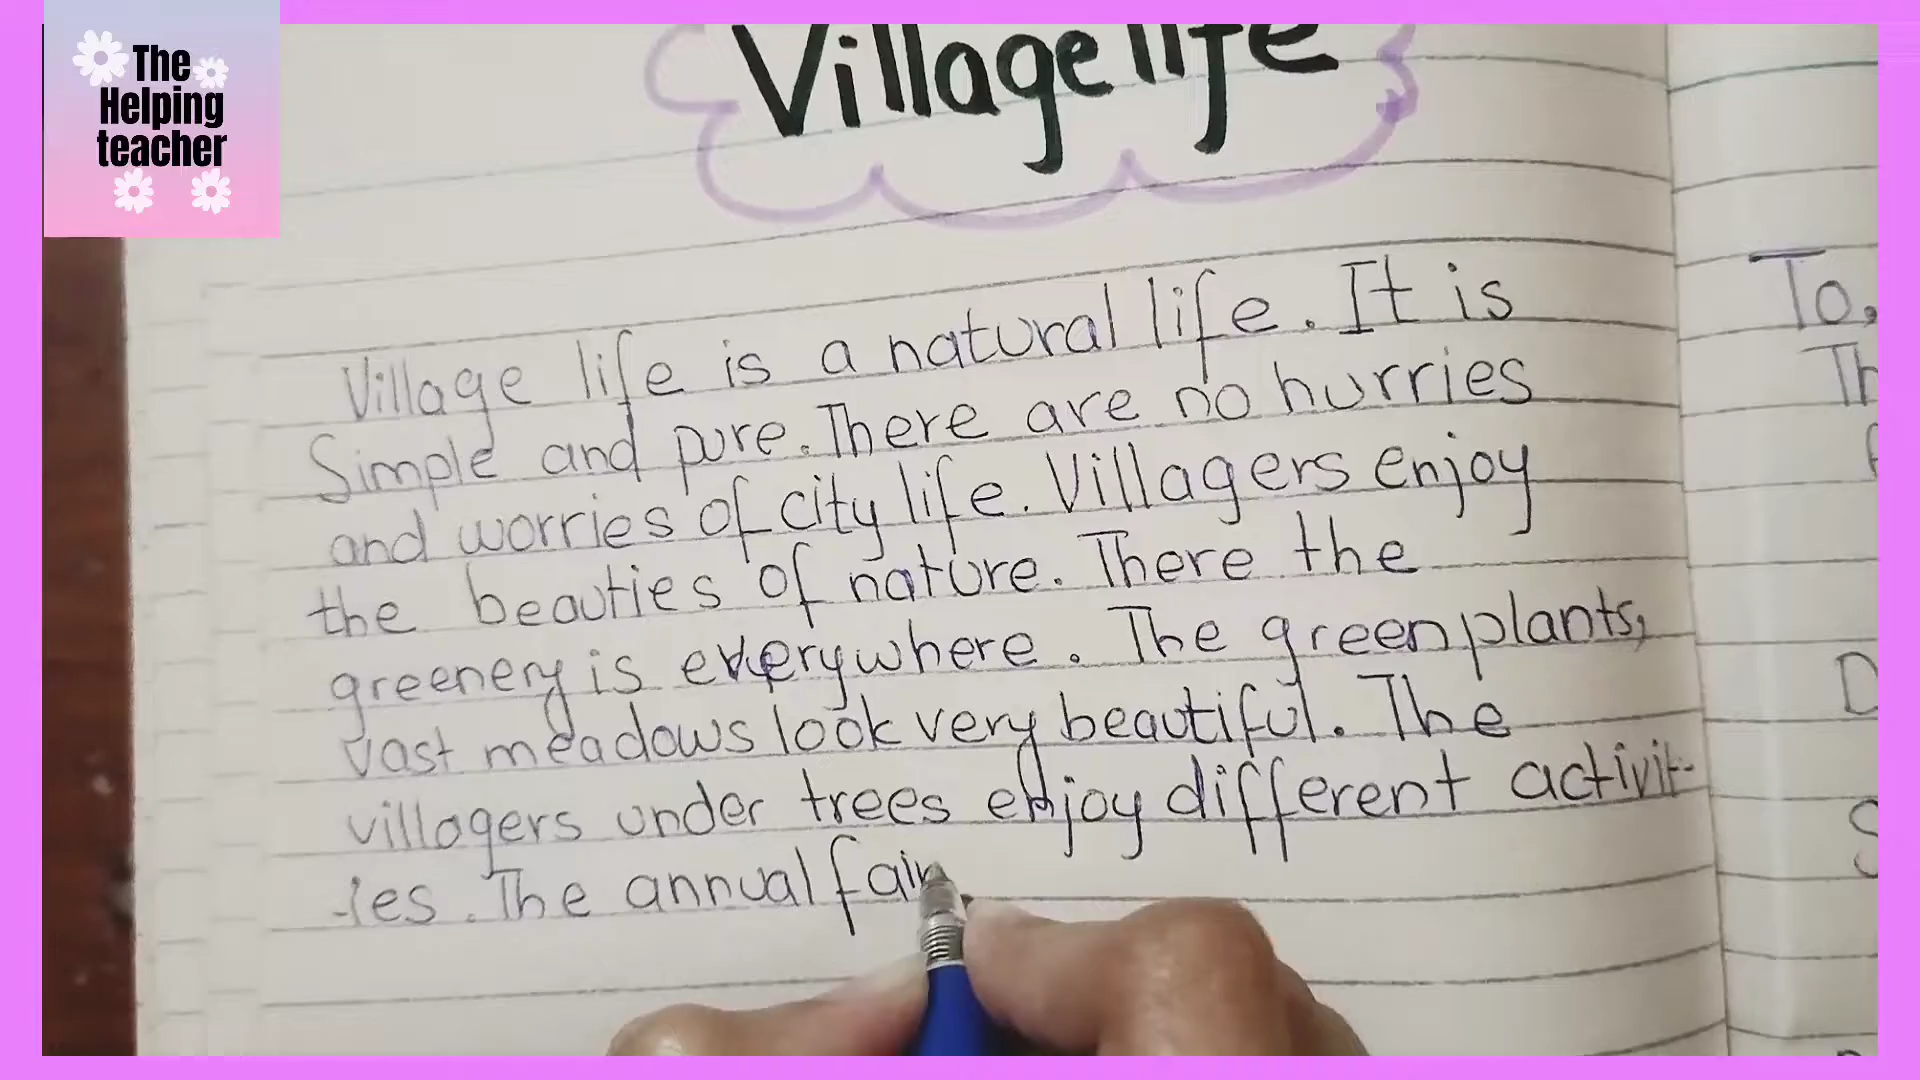 The
Helping
teacher
Village life
Village life is a natural life. It is
Simple and pure. There are no hurries
and worries of city life. Villagers enjoy
the beauties of nature. There the
greenery is everywhere. The green plants,
vast meadows look very beautiful. The
villagers under trees enjoy different activit-
-ies. The annual fair
To,
Th
D
S